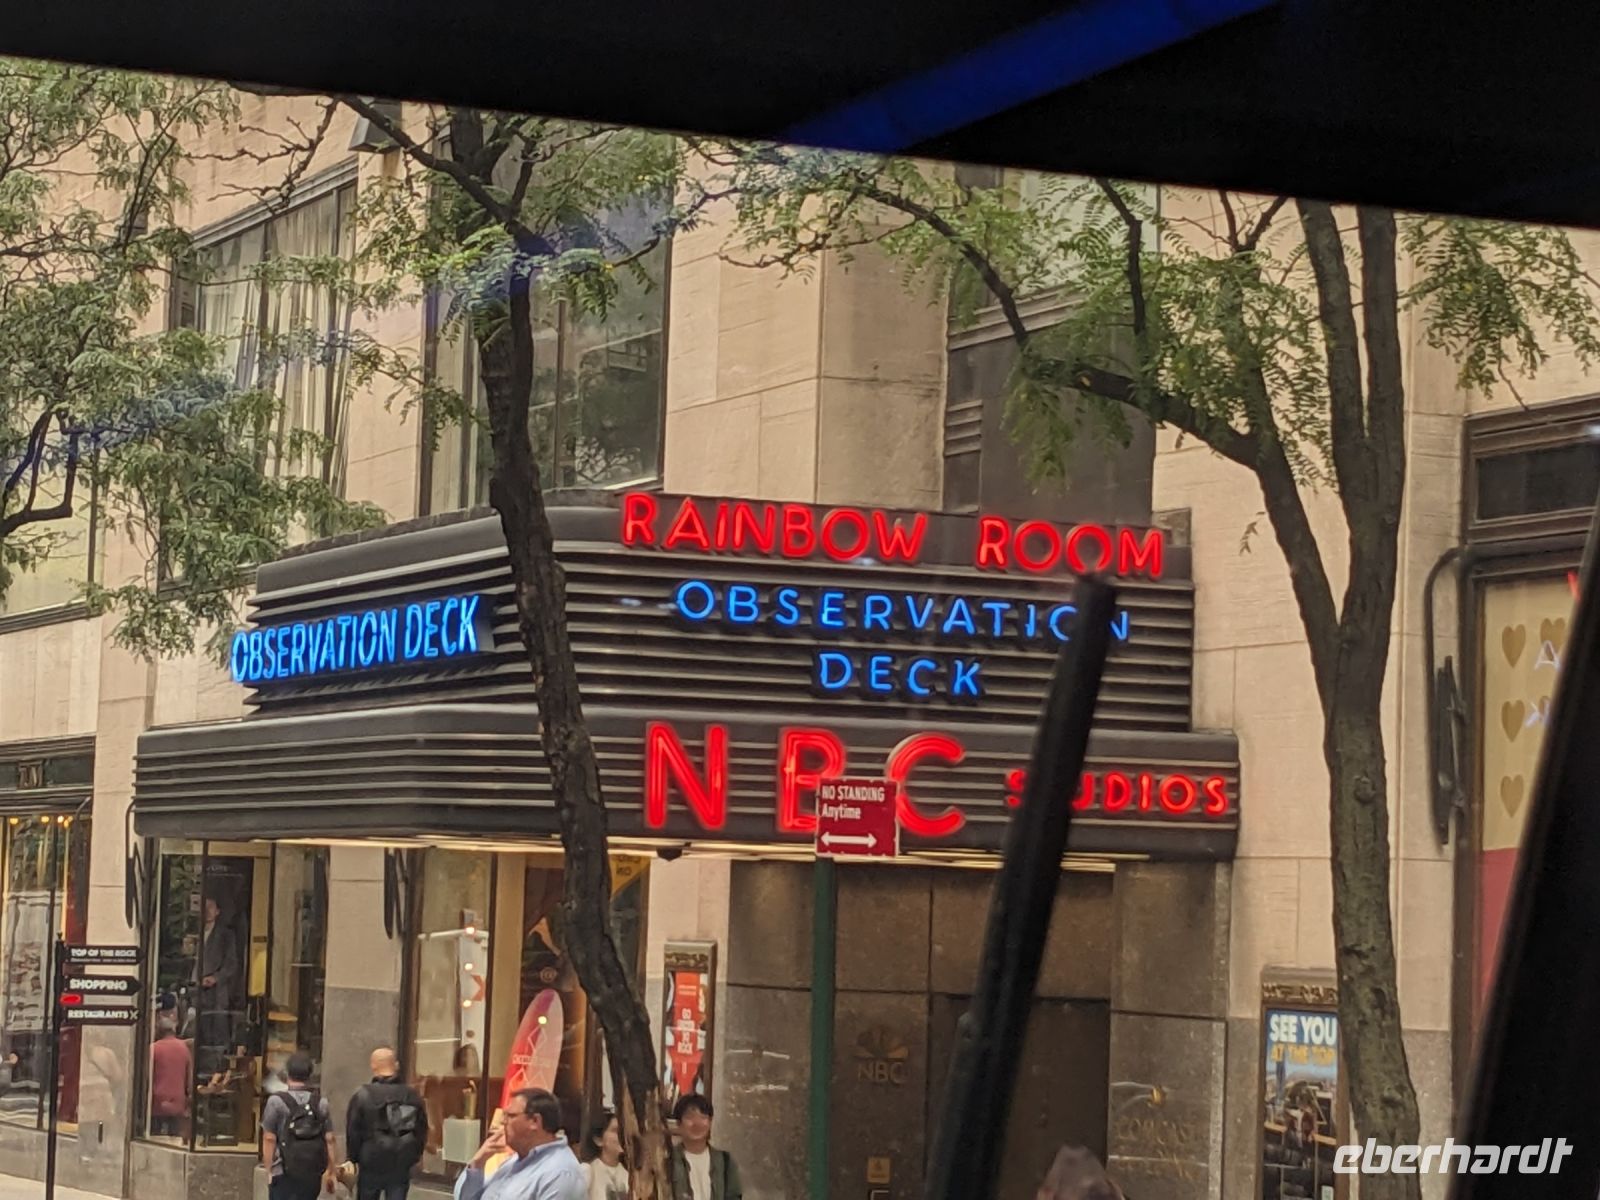 RAINBOW ROOM
OBSERVATION DECK
OBSERVATION
DECK
NBC STUDIOS
NO STANDING
Anytime
TOP OF THE ROCK
SHOPPING
RESTAURANTS
NBC
SEE YOU
AT THE TOP
eberhardt